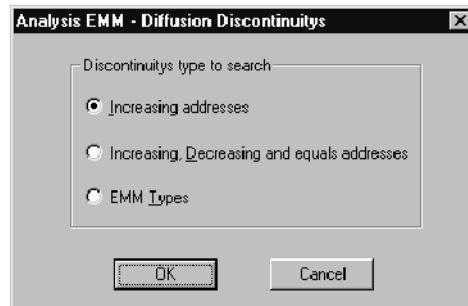 Analysis EMM - Diffusion Discontinuitys
Discontinuitys type to search
Increasing addresses
Increasing, Decreasing and equals addresses
EMM Types
OK
Cancel